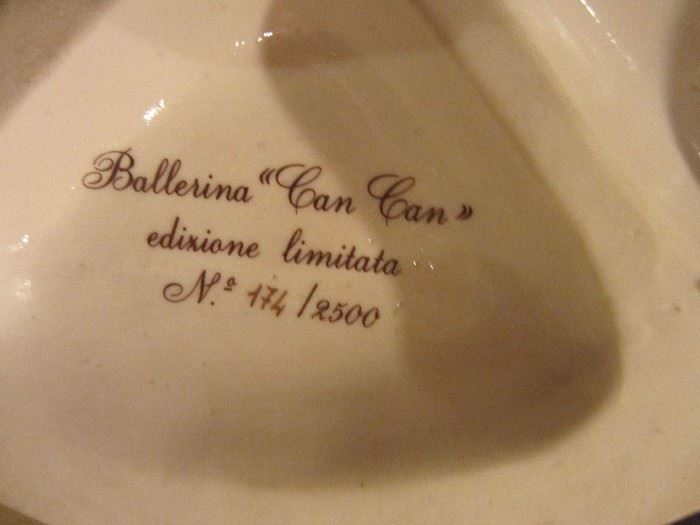 Ballerina “Can Can”
edizione limitata
N.º 174/2500